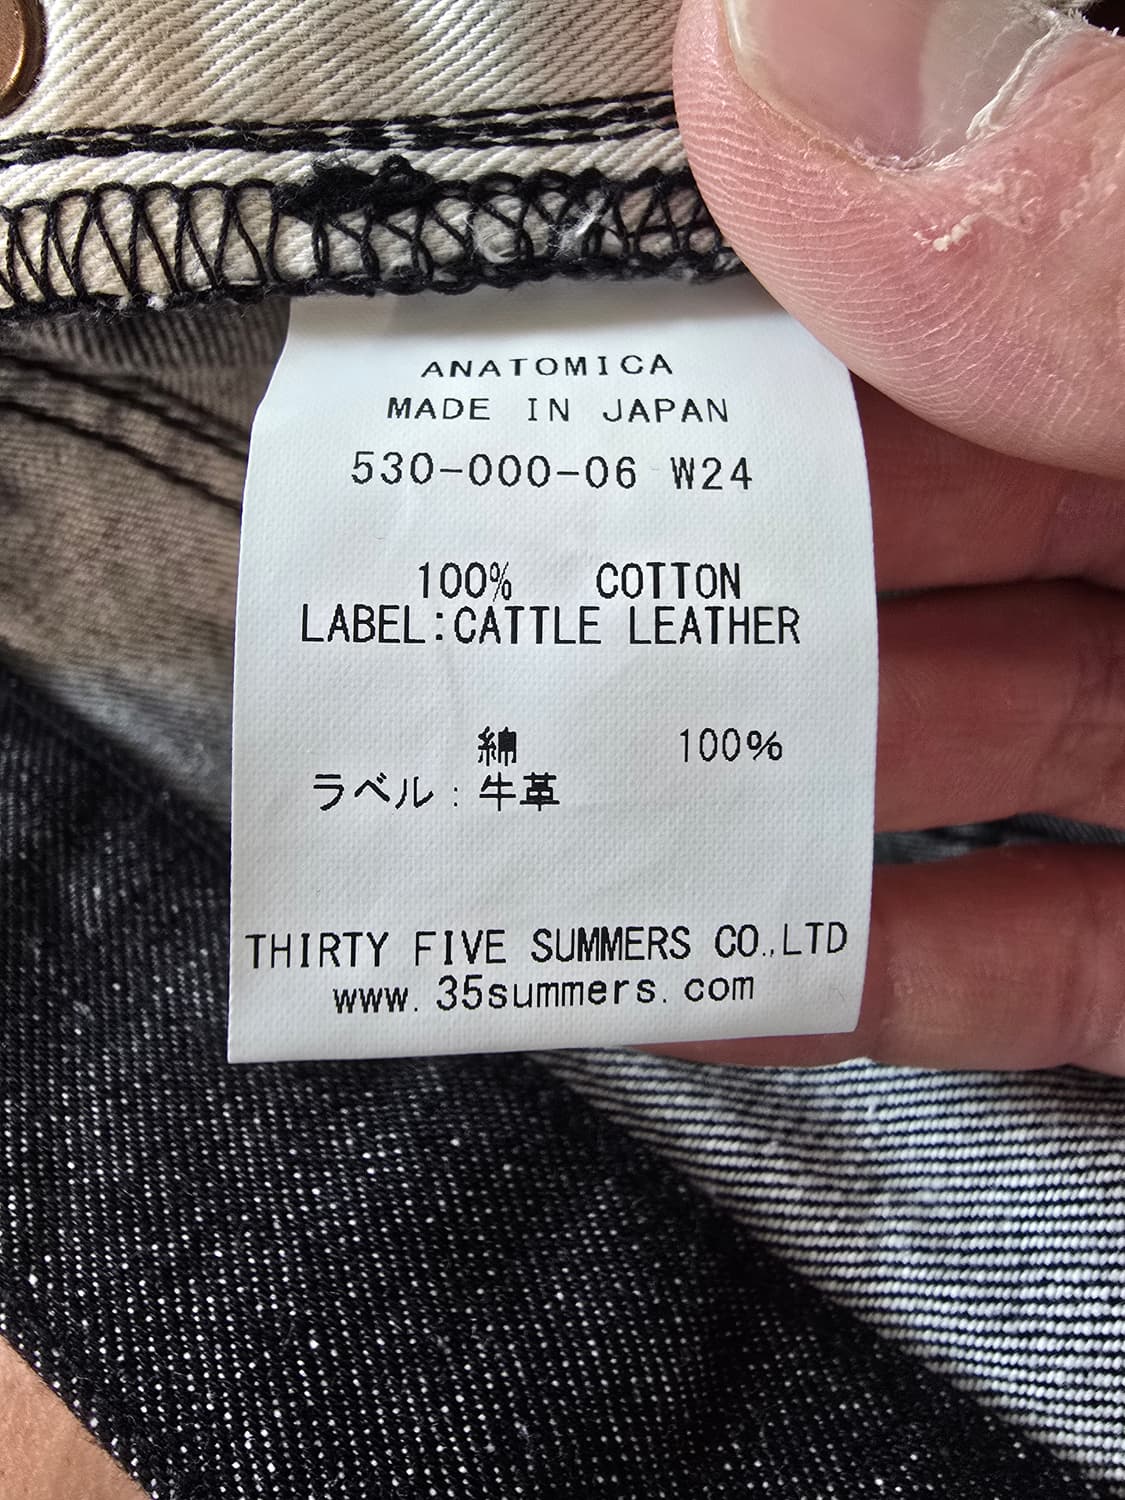 ANATOMICA
MADE IN JAPAN
530-000-06 W24
100% COTTON
LABEL:CATTLE LEATHER
綿 100%
ラベル:牛革
THIRTY FIVE SUMMERS CO.,LTD
www.35summers.com